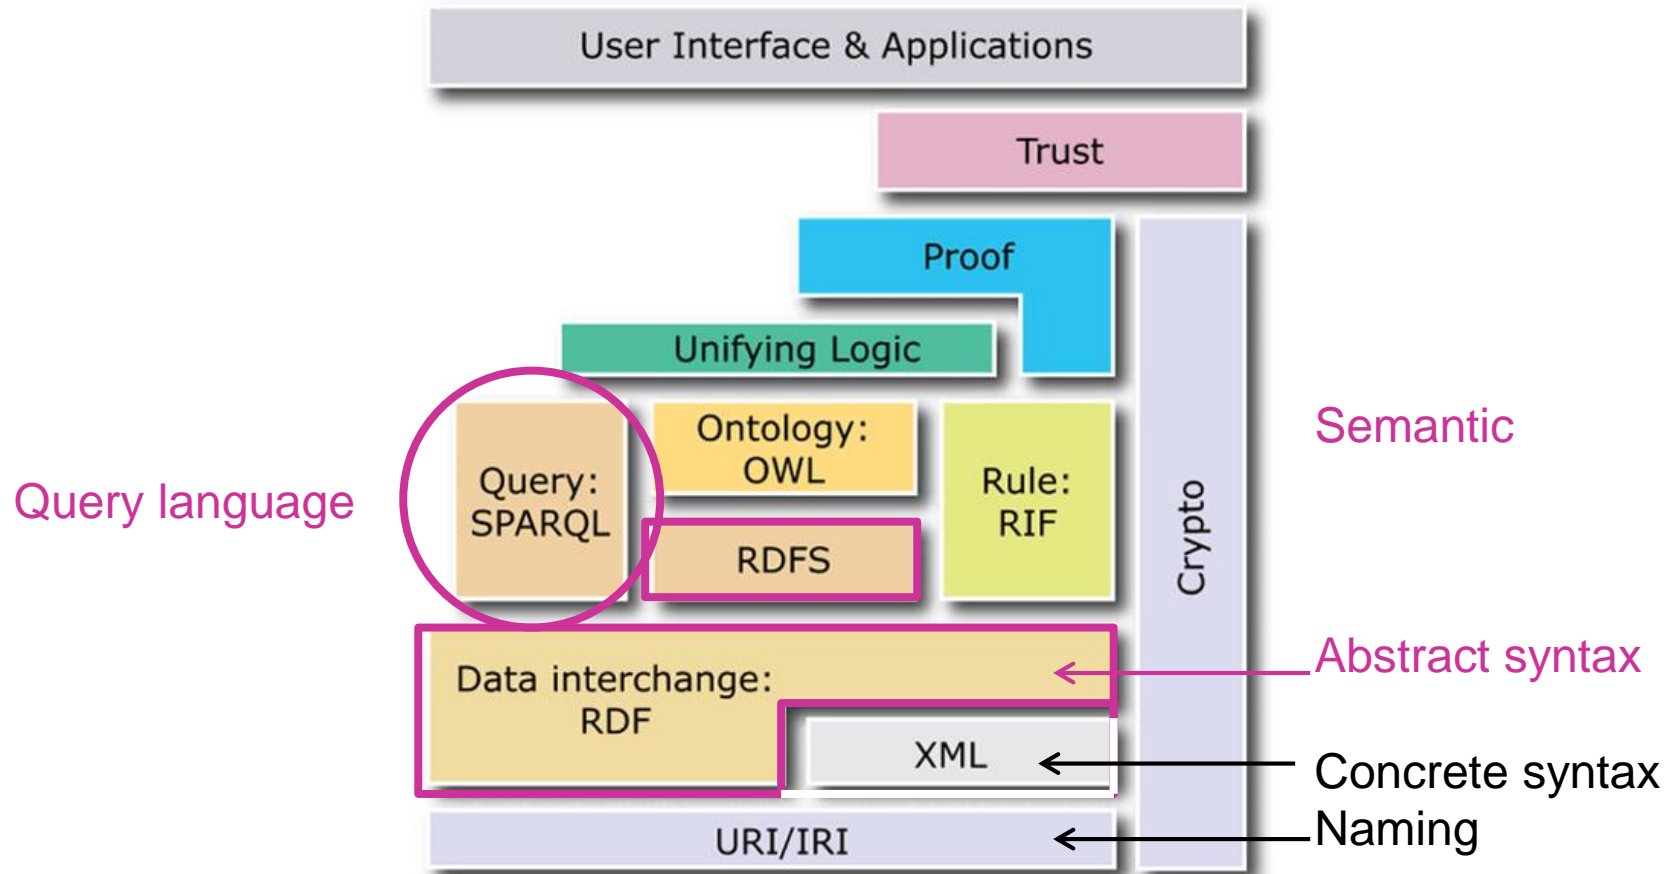 User Interface & Applications
Trust
Proof
Unifying Logic
Semantic
Query language
Query:
SPARQL
Ontology:
OWL
RDFS
Rule:
RIF
Crypto
Data interchange:
RDF
Abstract syntax
XML
Concrete syntax
URI/IRI
Naming